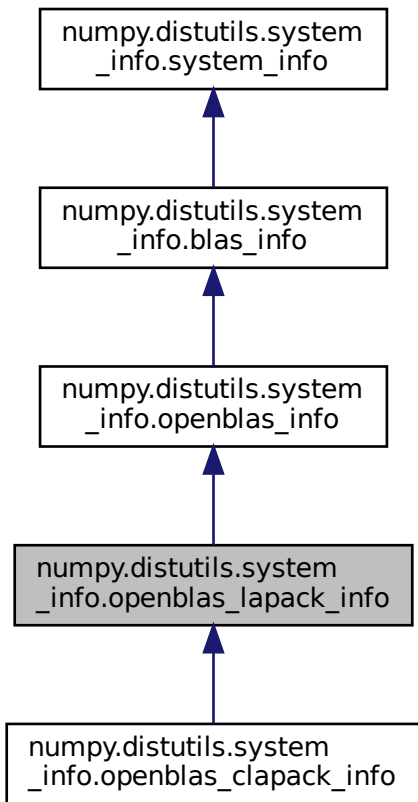 numpy.distutils.system
_info.system_info
numpy.distutils.system
_info.blas_info
numpy.distutils.system
_info.openblas_info
numpy.distutils.system
_info.openblas_lapack_info
numpy.distutils.system
_info.openblas_clapack_info